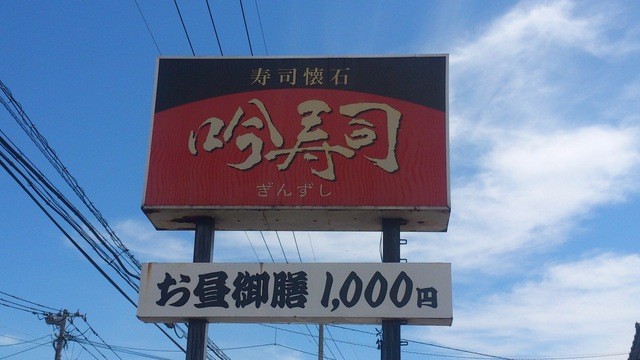 寿司懐石
吟寿司
ぎんずし
お昼御膳 1,000円